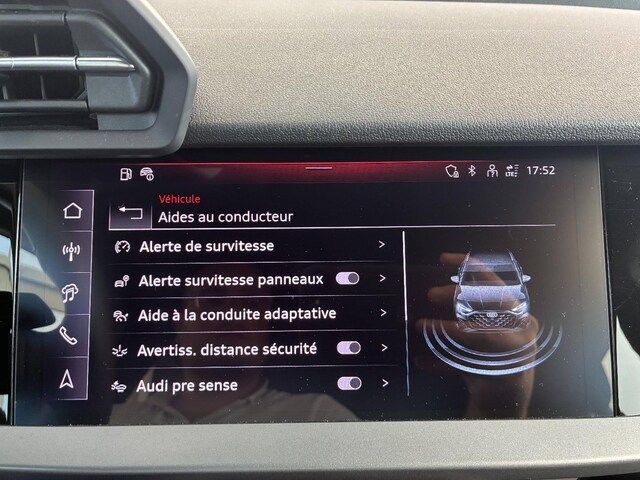 LTE 17:52
Véhicule
Aides au conducteur
Alerte de survitesse
Alerte survitesse panneaux
Aide à la conduite adaptative
Avertiss. distance sécurité
Audi pre sense